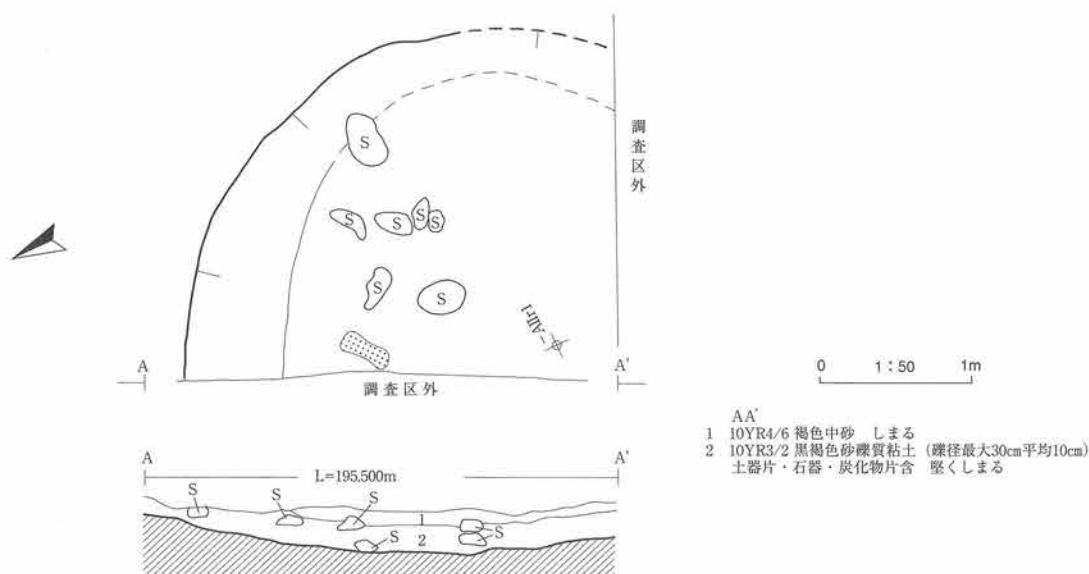 S
S
S
S
S
S
S
調査区外
A
A'
調査区外
0 1:50 1m
A
A'
L=195.500m
S
S
S
S
S
1
2
AA'
1 10YR4/6 褐色中砂 しまる
2 10YR3/2 黒褐色砂礫質粘土(礫径最大30cm平均10cm)
土器片・石器・炭化物片含 堅くしまる